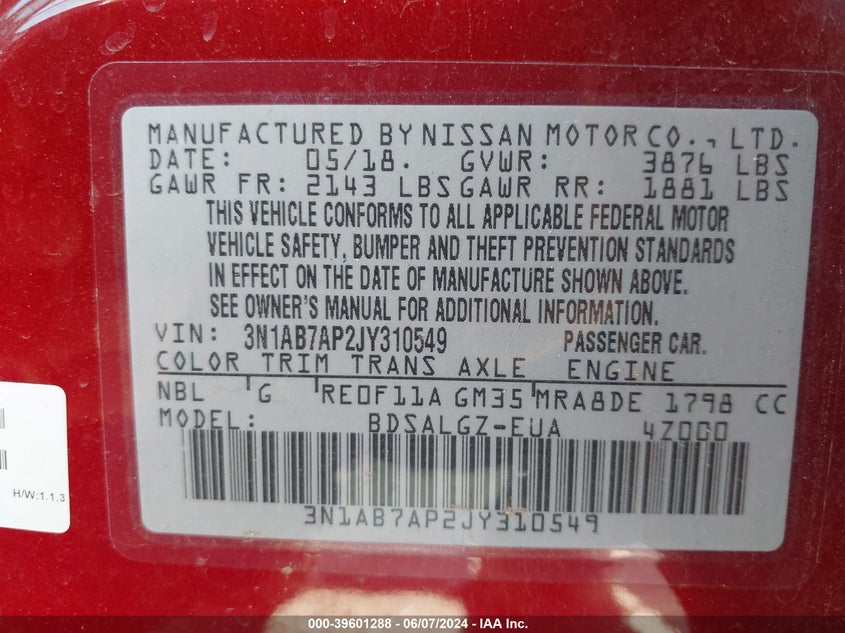 MANUFACTURED BY NISSAN MOTOR CO., LTD.
DATE: 05/18. GVWR: 3876 LBS
GAWR FR: 2143 LBS GAWR RR: 1881 LBS
THIS VEHICLE CONFORMS TO ALL APPLICABLE FEDERAL MOTOR
VEHICLE SAFETY, BUMPER AND THEFT PREVENTION STANDARDS
IN EFFECT ON THE DATE OF MANUFACTURE SHOWN ABOVE.
SEE OWNER'S MANUAL FOR ADDITIONAL INFORMATION.
VIN: 3N1AB7AP2JY310549 PASSENGER CAR.
COLOR TRIM TRANS AXLE ENGINE
NBL G RE0F11A GM35 MRA8DE 1798 CC
MODEL: BDSALGZ-EUA 4Z000
3N1AB7AP2JY310549
H/W:1.1.3
000-39601288 - 06/07/2024 - IAA Inc.